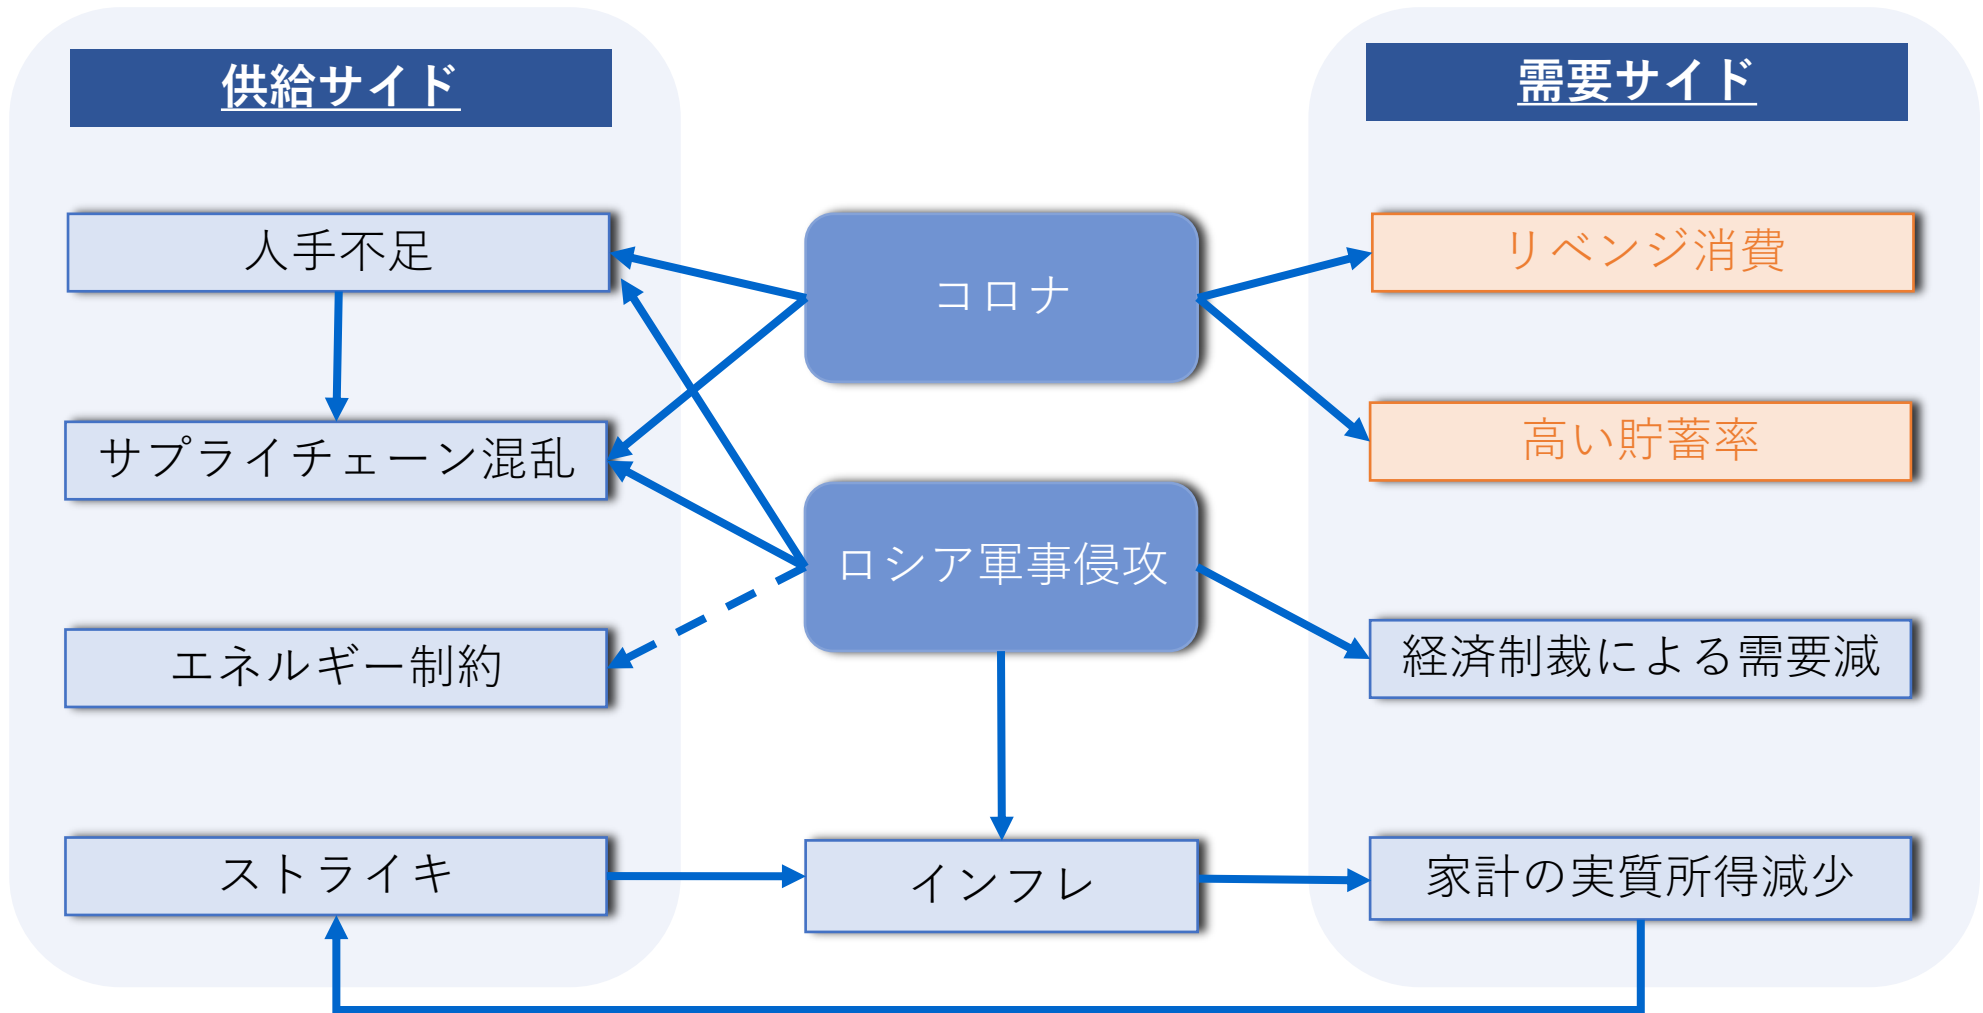 供給サイド
人手不足
サプライチェーン混乱
エネルギー制約
ストライキ
コロナ
ロシア軍事侵攻
インフレ
需要サイド
リベンジ消費
高い貯蓄率
経済制裁による需要減
家計の実質所得減少